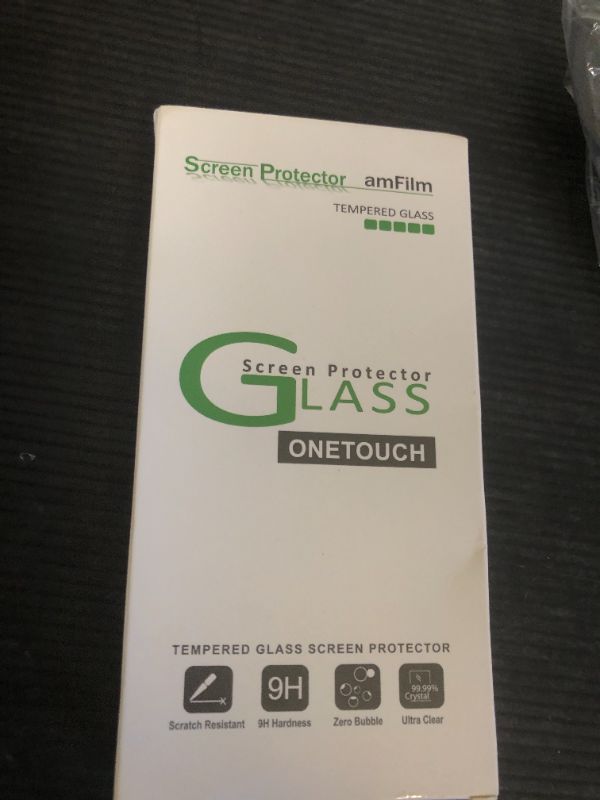 Screen Protector amFilm
TEMPERED GLASS
Screen Protector
GLASS
ONETOUCH
TEMPERED GLASS SCREEN PROTECTOR
9H
99.99%
Crystal
Scratch Resistant 9H Hardness Zero Bubble Ultra Clear